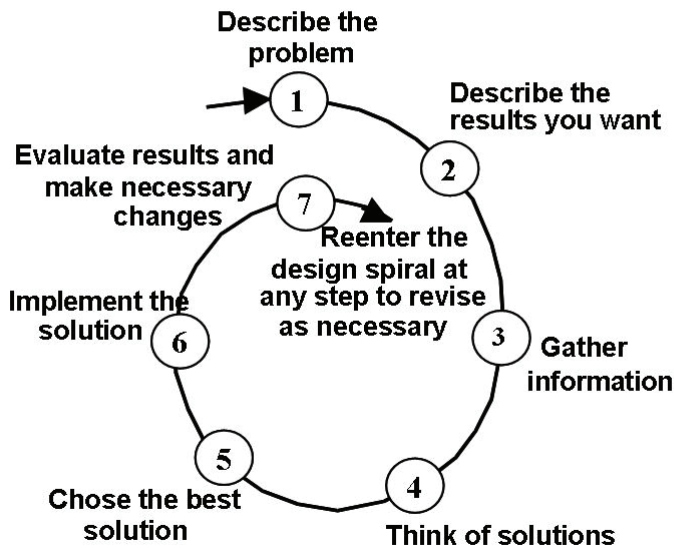 Describe the
problem
1
Describe the
results you want
2
Gather
information
3
Think of solutions
4
Chose the best
solution
5
Implement the
solution
6
Evaluate results and
make necessary
changes
7
Reenter the
design spiral at
any step to revise
as necessary